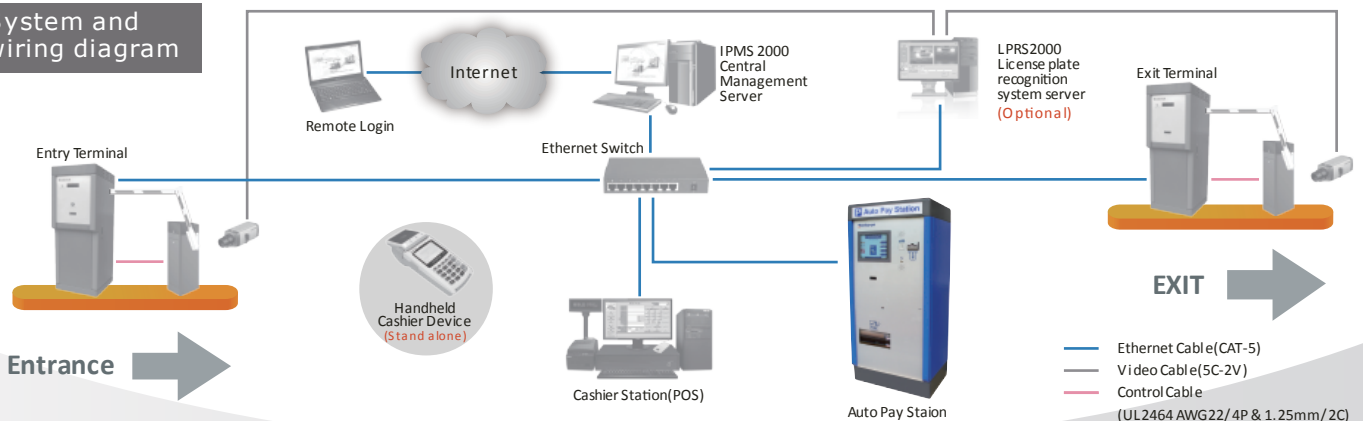 System and
wiring diagram
Remote Login
Internet
IPMS 2000
Central
Management
Server
LPRS2000
License plate
recognition
system server
(Optional)
Exit Terminal
Entry Terminal
Ethernet Switch
Auto Pay Station
Handheld
Cashier Device
(Stand alone)
EXIT
Entrance
Cashier Station(POS)
Auto Pay Staion
Ethernet Cable(CAT-5)
Video Cable(5C-2V)
Control Cable
(UL2464 AWG22/4P & 1.25mm/2C)